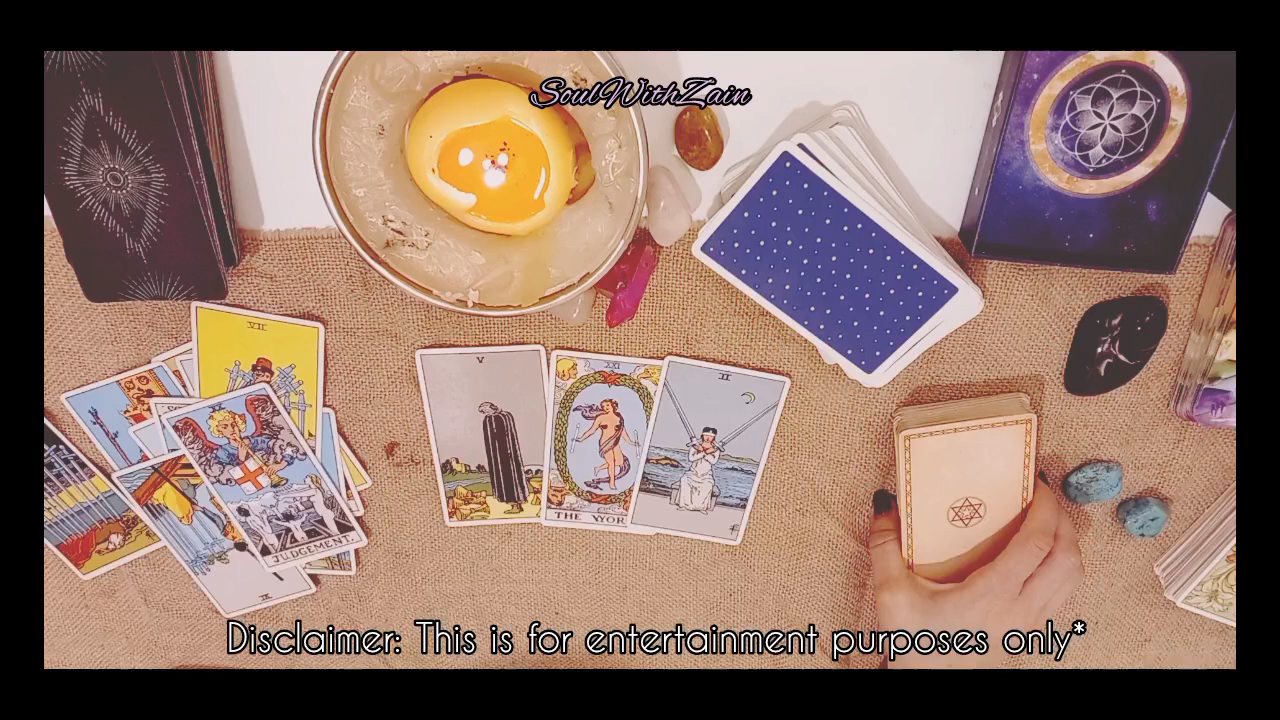 SoulWithZain
VII
V
XXI
II
THE WOR
JUDGEMENT.
Disclaimer: This is for entertainment purposes only*